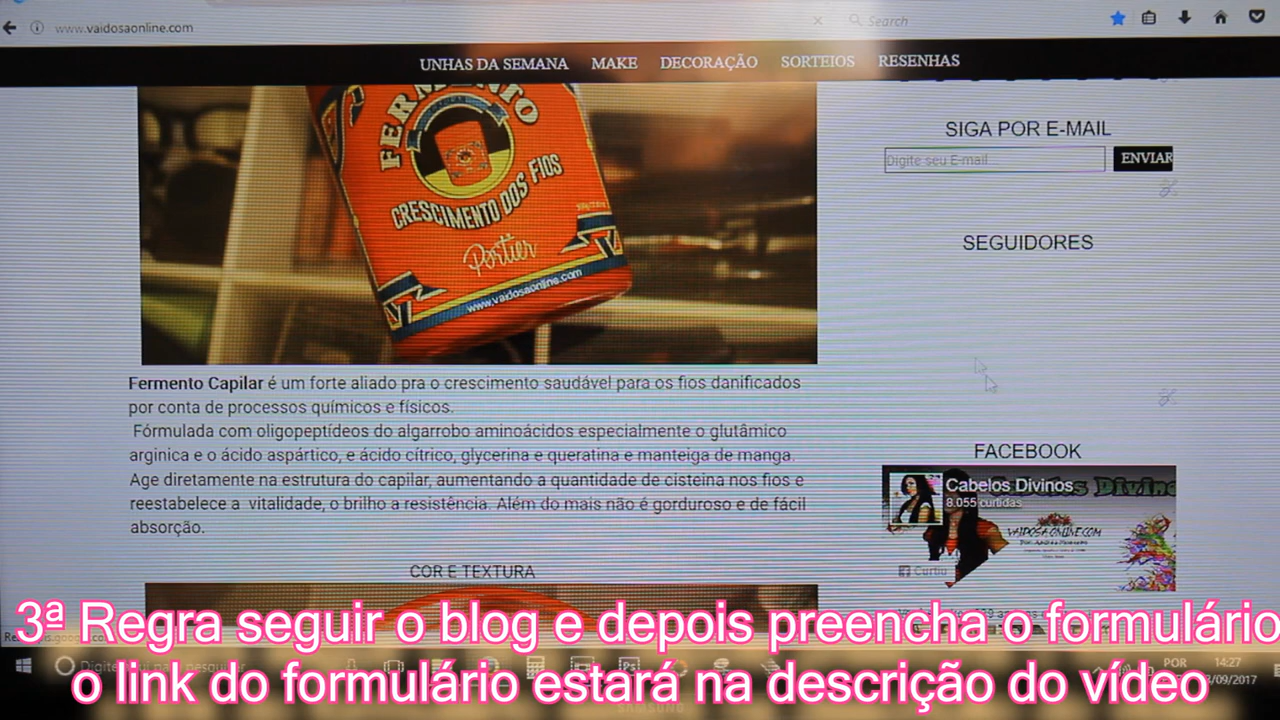 www.vaidosaonline.com
Search
UNHAS DA SEMANA MAKE DECORAÇÃO SORTEIOS RESENHAS
FERMENTO
CRESCIMENTO DOS FIOS
Portier
www.vaidosaonline.com
SIGA POR E-MAIL
Digite seu E-mail... ENVIAR
SEGUIDORES
Fermento Capilar é um forte aliado pra o crescimento saudável para os fios danificados
por conta de processos químicos e físicos.
Fórmulada com oligopeptídeos do algarrobo aminoácidos especialmente o glutâmico
arginica e o ácido aspártico, e ácido cítrico, glycerina e queratina e manteiga de manga.
Age diretamente na estrutura do capilar, aumentando a quantidade de cisteina nos fios e
reestabelece a vitalidade, o brilho a resistência. Além do mais não é gorduroso e de fácil
absorção.
FACEBOOK
Cabelos Divinos
8.055 curtidas
VAIDOSAONLINE.COM
Curtiu
COR E TEXTURA
3ª Regra seguir o blog e depois preencha o formulário
o link do formulário estará na descrição do vídeo
POR
14:27
SAMSUNG